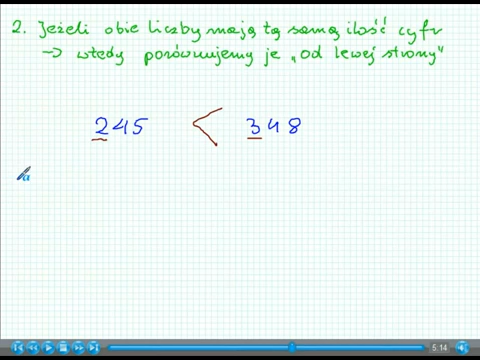 2. Jeżeli obie liczby mają tą samą ilość cyfr
→ wtedy porównujemy je „od lewej strony"
245 < 348
5:14